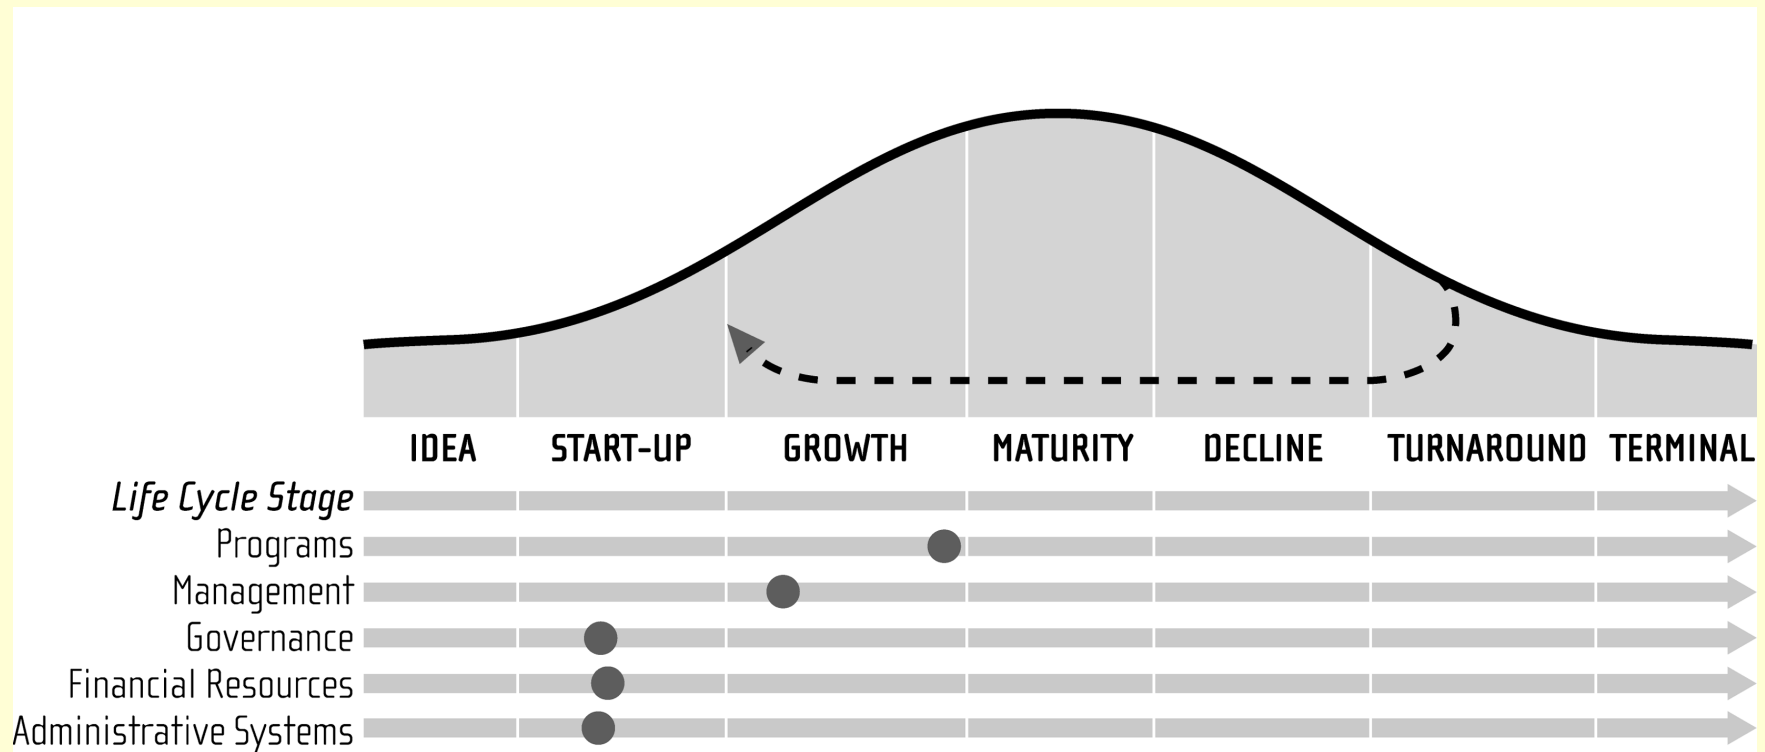 IDEA START-UP GROWTH MATURITY DECLINE TURNAROUND TERMINAL
Life Cycle Stage
Programs
Management
Governance
Financial Resources
Administrative Systems